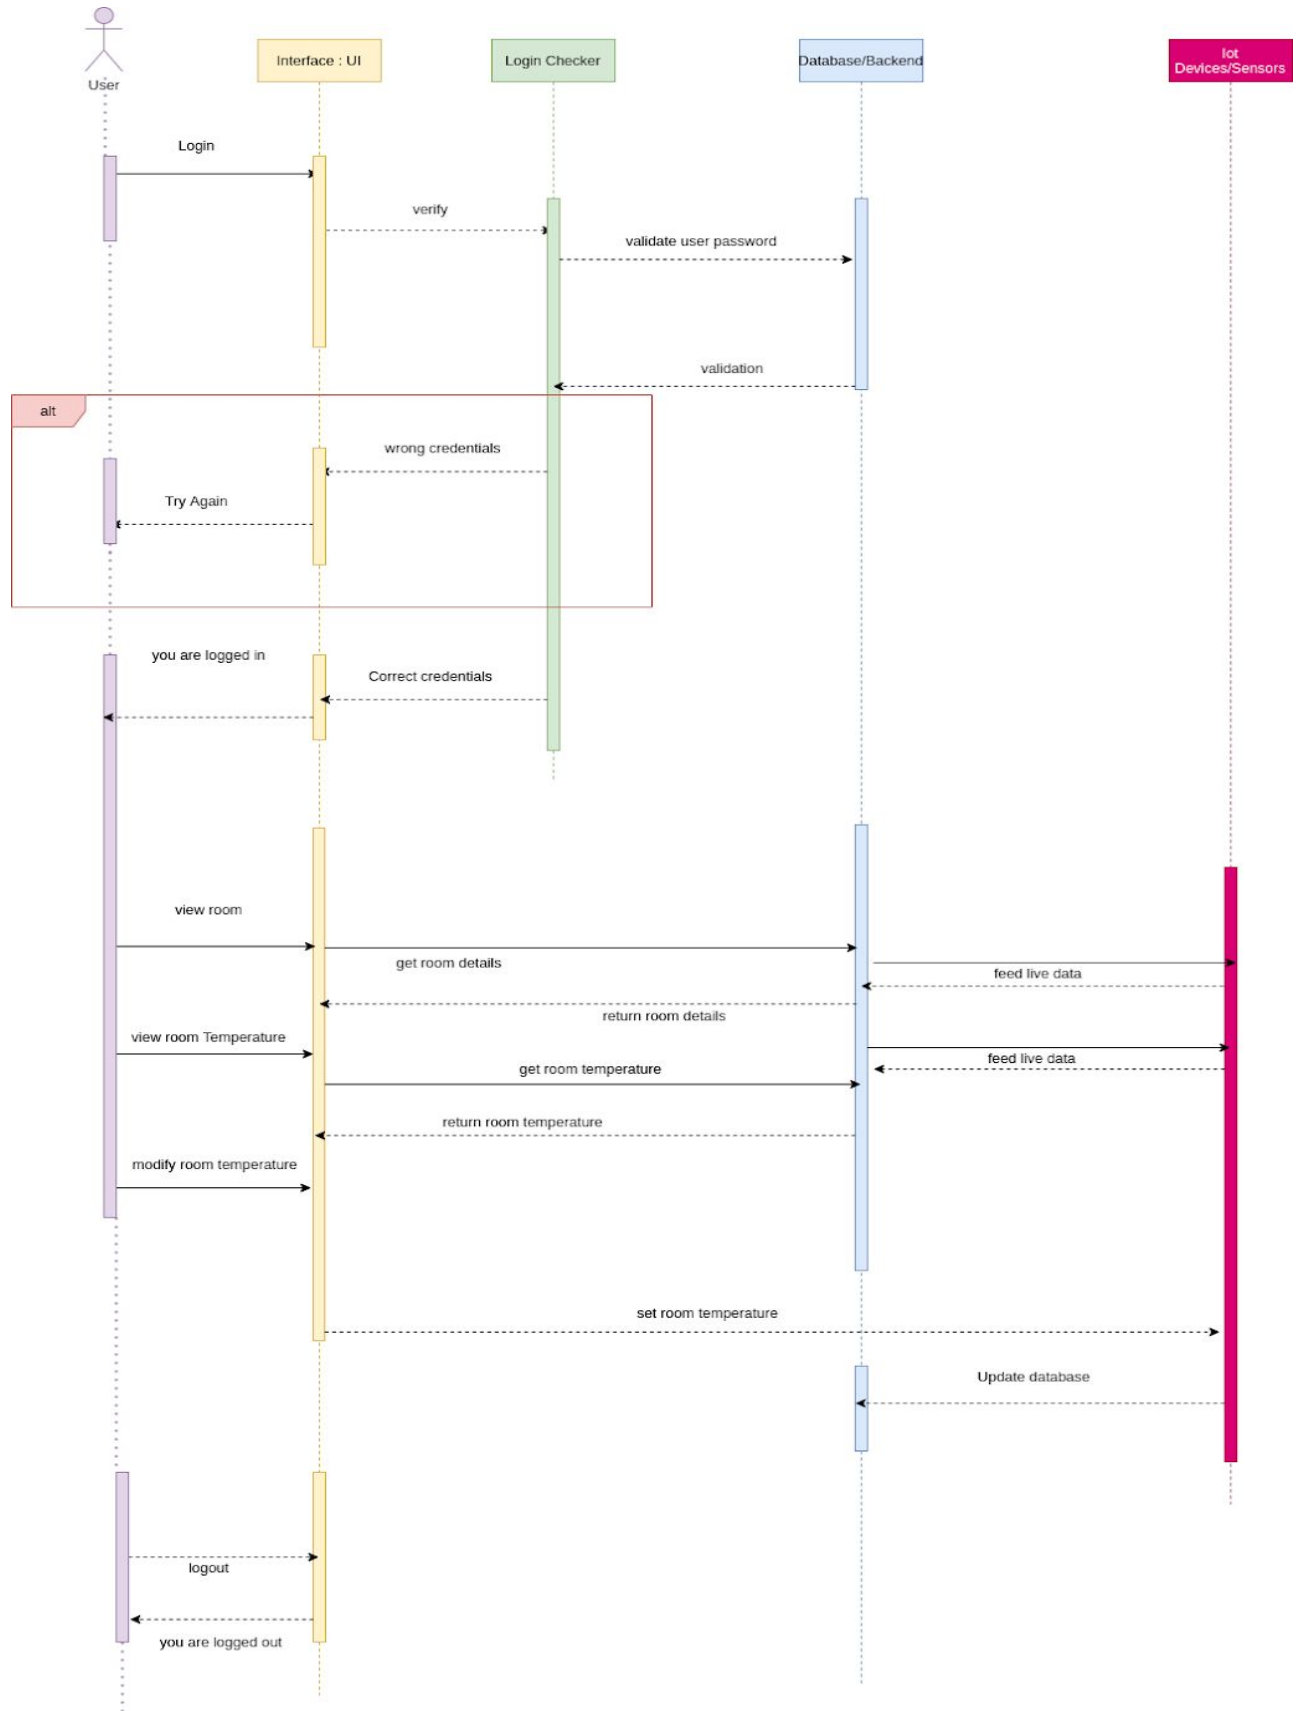 User
Interface : UI
Login Checker
Database/Backend
Iot
Devices/Sensors
Login
verify
validate user password
validation
alt
wrong credentials
Try Again
you are logged in
Correct credentials
view room
get room details
feed live data
return room details
view room Temperature
feed live data
get room temperature
return room temperature
modify room temperature
set room temperature
Update database
logout
you are logged out